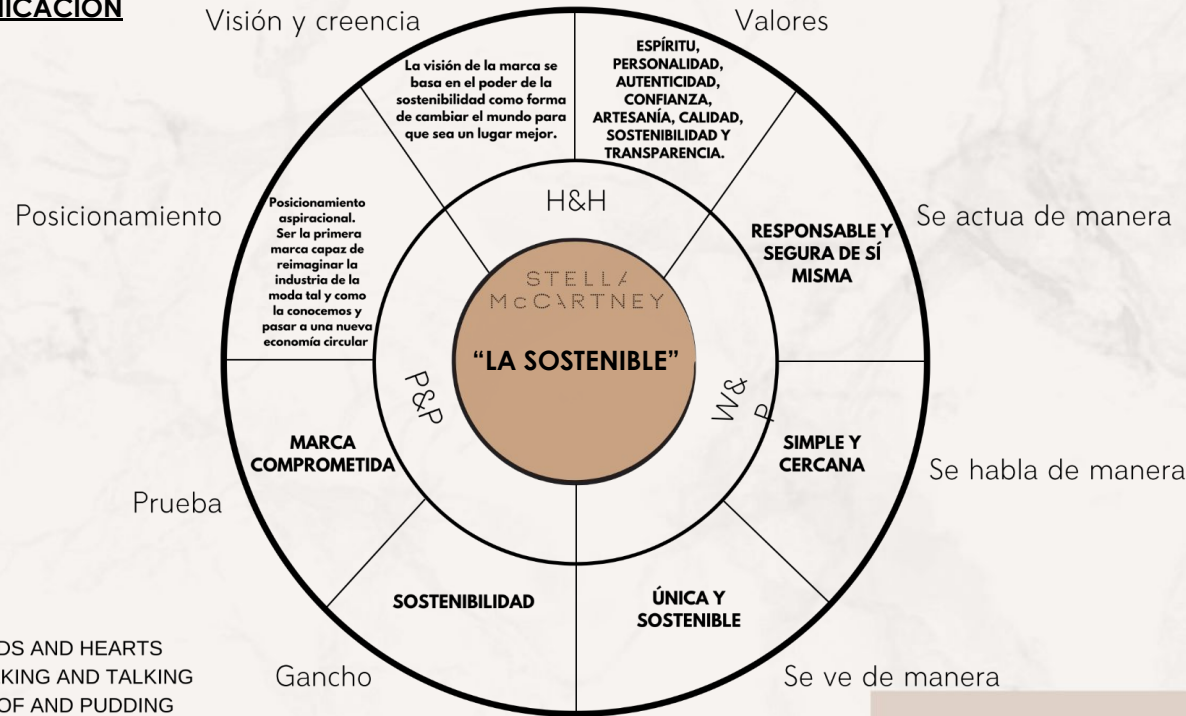 NICACIÓN
Visión y creencia
Valores
La visión de la marca se
basa en el poder de la
sostenibilidad como forma
de cambiar el mundo para
que sea un lugar mejor.
ESPÍRITU,
PERSONALIDAD,
AUTENTICIDAD,
CONFIANZA,
ARTESANÍA, CALIDAD,
SOSTENIBILIDAD Y
TRANSPARENCIA.
Posicionamiento
Posicionamiento
aspiracional.
Ser la primera
marca capaz de
reimaginar la
industria de la
moda tal y como
la conocemos y
pasar a una nueva
economía circular
H&H
RESPONSABLE Y
SEGURA DE SÍ
MISMA
Se actua de manera
STELLA
McCARTNEY
“LA SOSTENIBLE”
P&P
W&
P
MARCA
COMPROMETIDA
Prueba
SIMPLE Y
CERCANA
Se habla de manera
SOSTENIBILIDAD
Gancho
ÚNICA Y
SOSTENIBLE
Se ve de manera
DS AND HEARTS
KING AND TALKING
OF AND PUDDING